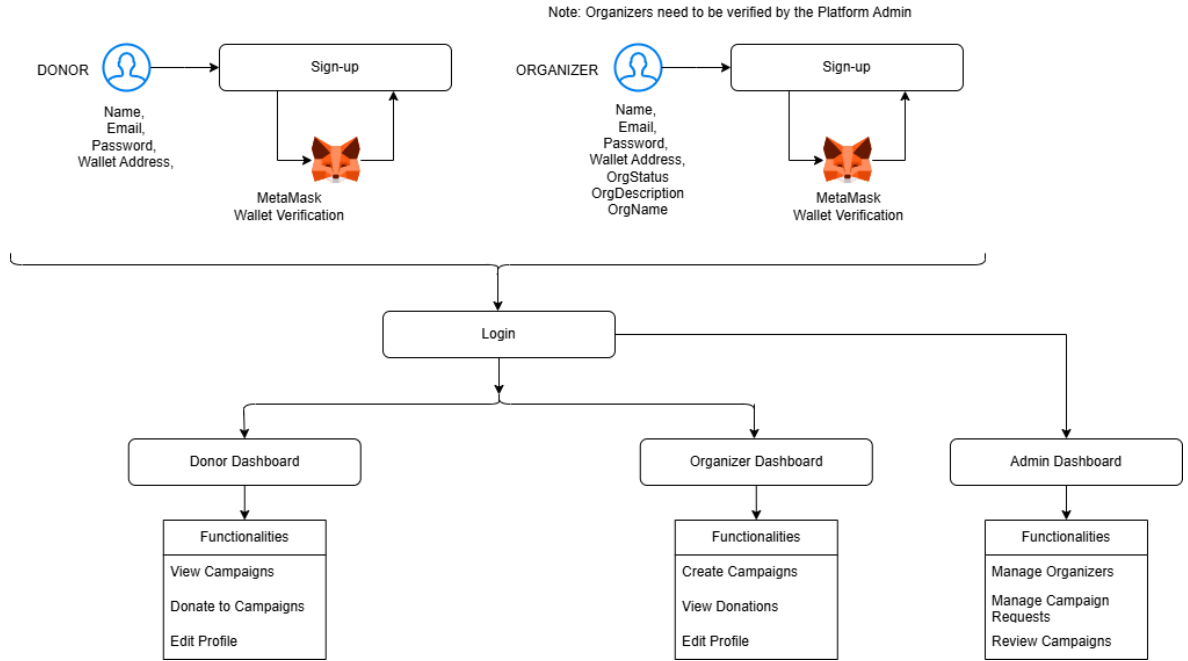 Note: Organizers need to be verified by the Platform Admin
DONOR
Sign-up
Name,
Email,
Password,
Wallet Address,
MetaMask
Wallet Verification
ORGANIZER
Sign-up
Name,
Email,
Password,
Wallet Address,
OrgStatus
OrgDescription
OrgName
MetaMask
Wallet Verification
Login
Donor Dashboard
Organizer Dashboard
Admin Dashboard
Functionalities
View Campaigns
Donate to Campaigns
Edit Profile
Functionalities
Create Campaigns
View Donations
Edit Profile
Functionalities
Manage Organizers
Manage Campaign
Requests
Review Campaigns